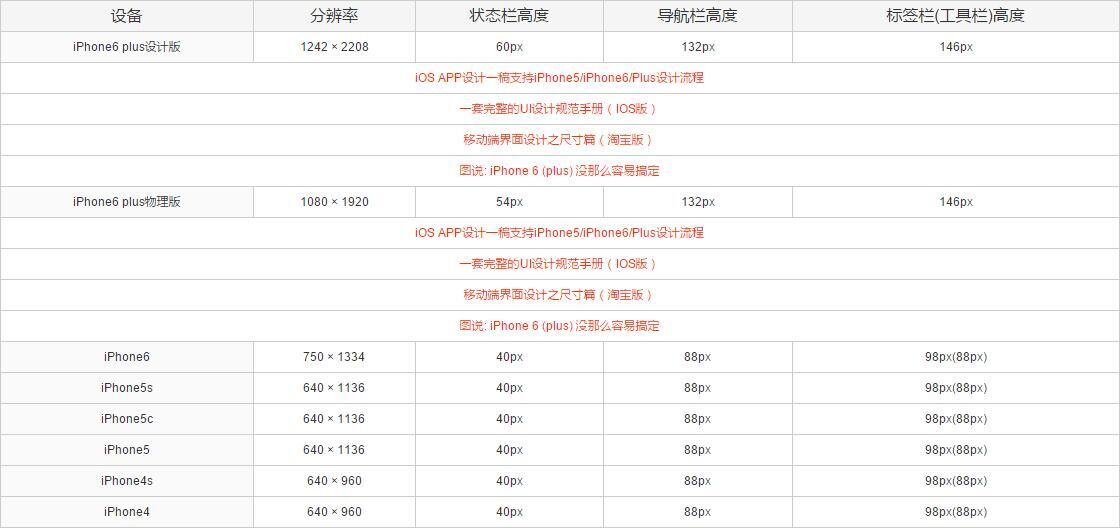 设备 分辨率 状态栏高度 导航栏高度 标签栏(工具栏)高度
iPhone6 plus设计版 1242 × 2208 60px 132px 146px
iOS APP设计一稿支持iPhone5/iPhone6/Plus设计流程
一套完整的UI设计规范手册（IOS版）
移动端界面设计之尺寸篇（淘宝版）
图说: iPhone 6 (plus) 没那么容易搞定
iPhone6 plus物理版 1080 × 1920 54px 132px 146px
iOS APP设计一稿支持iPhone5/iPhone6/Plus设计流程
一套完整的UI设计规范手册（IOS版）
移动端界面设计之尺寸篇（淘宝版）
图说: iPhone 6 (plus) 没那么容易搞定
iPhone6 750 × 1334 40px 88px 98px(88px)
iPhone5s 640 × 1136 40px 88px 98px(88px)
iPhone5c 640 × 1136 40px 88px 98px(88px)
iPhone5 640 × 1136 40px 88px 98px(88px)
iPhone4s 640 × 960 40px 88px 98px(88px)
iPhone4 640 × 960 40px 88px 98px(88px)